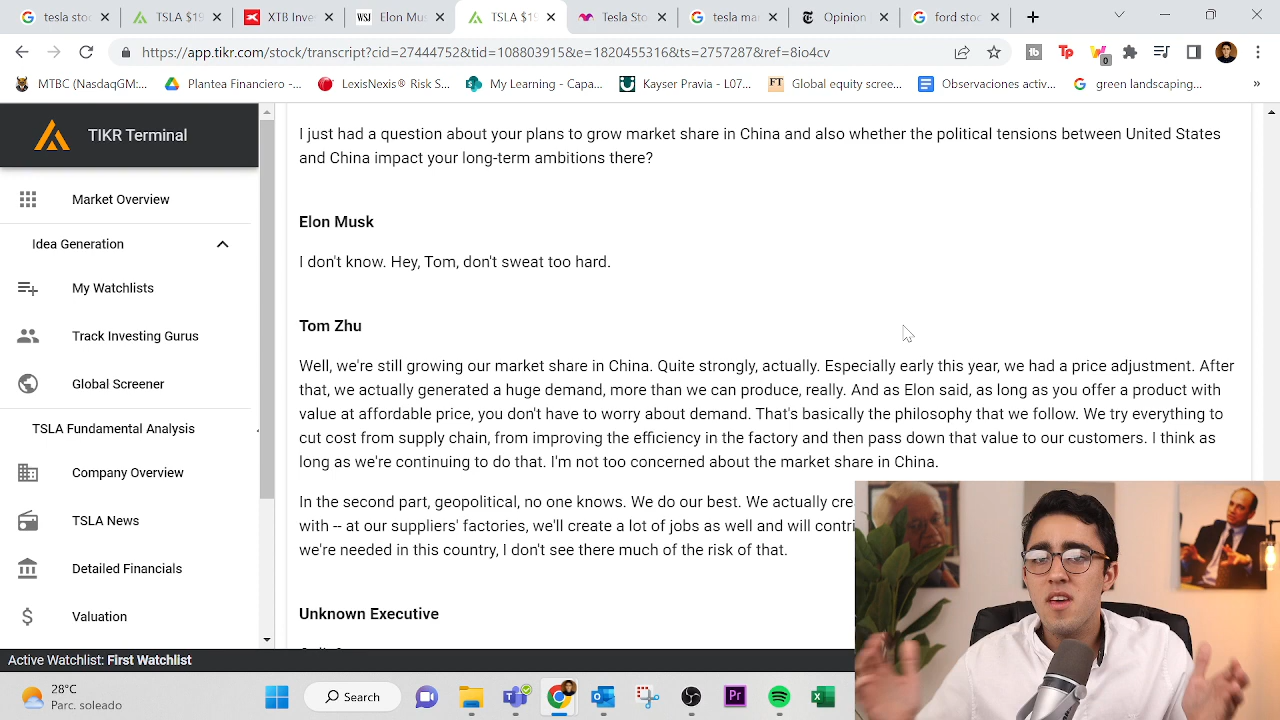 tesla stoc
TSLA $19
XTB Inve
Elon Mus
TSLA $1
Tesla Sto
tesla mar
Opinion
ford stoc
https://app.tikr.com/stock/transcript?cid=27444752&tid=108803915&e=1820455316&ts=2757287&ref=8io4cv
MTBC (NasdaqGM:...
Plantea Financiero -...
LexisNexis® Risk S...
My Learning - Capa...
Kayser Pravia - L07...
Global equity scree...
Observaciones activ...
green landscaping...
TIKR Terminal
Market Overview
Idea Generation
My Watchlists
Track Investing Gurus
Global Screener
TSLA Fundamental Analysis
Company Overview
TSLA News
Detailed Financials
Valuation
I just had a question about your plans to grow market share in China and also whether the political tensions between United States
and China impact your long-term ambitions there?
Elon Musk
I don't know. Hey, Tom, don't sweat too hard.
Tom Zhu
Well, we're still growing our market share in China. Quite strongly, actually. Especially early this year, we had a price adjustment. After
that, we actually generated a huge demand, more than we can produce, really. And as Elon said, as long as you offer a product with
value at affordable price, you don't have to worry about demand. That's basically the philosophy that we follow. We try everything to
cut cost from supply chain, from improving the efficiency in the factory and then pass down that value to our customers. I think as
long as we're continuing to do that. I'm not too concerned about the market share in China.
In the second part, geopolitical, no one knows. We do our best. We actually crea
with -- at our suppliers' factories, we'll create a lot of jobs as well and will contri
we're needed in this country, I don't see there much of the risk of that.
Unknown Executive
Active Watchlist: First Watchlist
28°C
Parc. soleado
Search